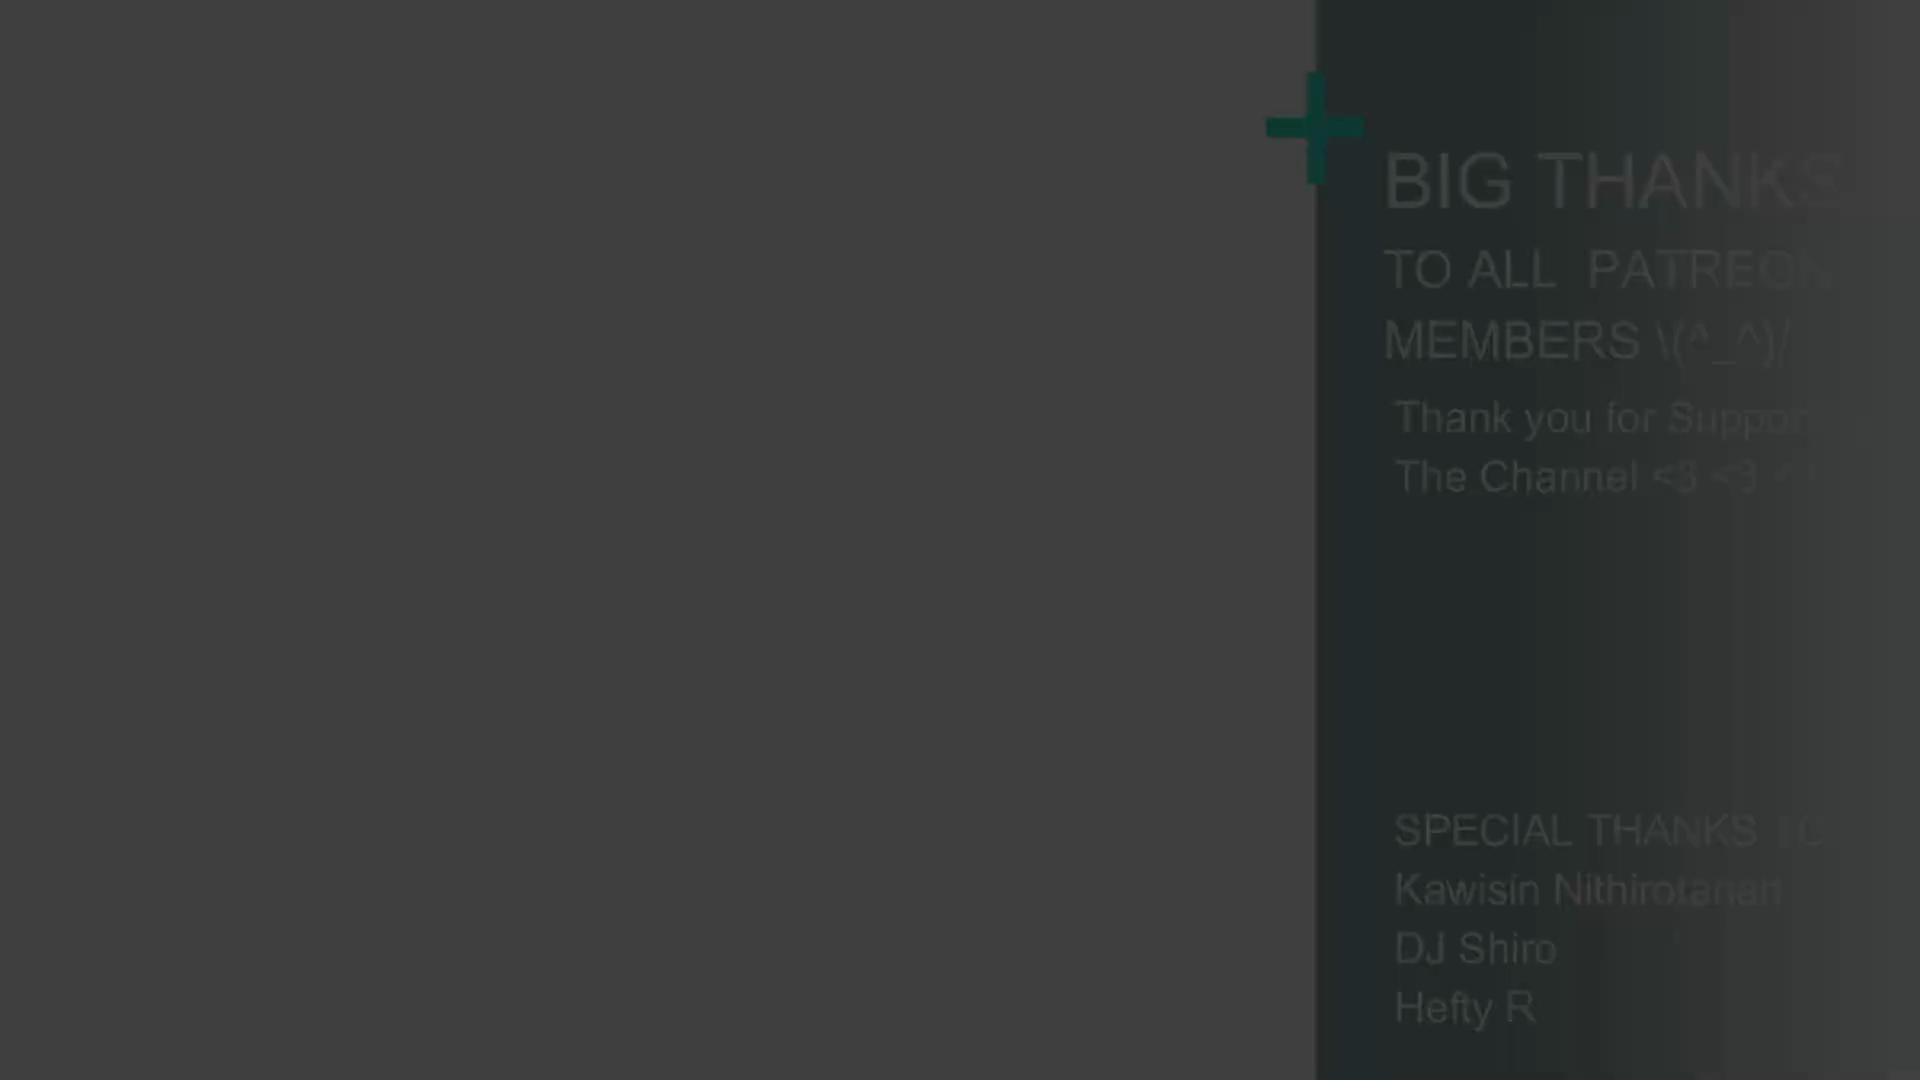 BIG THANKS
TO ALL PATREON
MEMBERS \(^_^)/
Thank you for Suppor
The Channel <3 <3 <
SPECIAL THANKS TO
Kawisin Nithirotanan
DJ Shiro
Hefty R